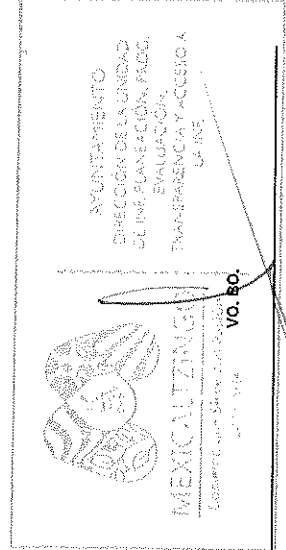 AYUNTAMIENTO
DIRECCIÓN DE LA UNIDAD
DE INF. PLANEACIÓN, PROG.
EVALUACIÓN,
TRANSPARENCIA Y ACCESO A
LA INF.
MEXICALTZINGO
VO. BO.